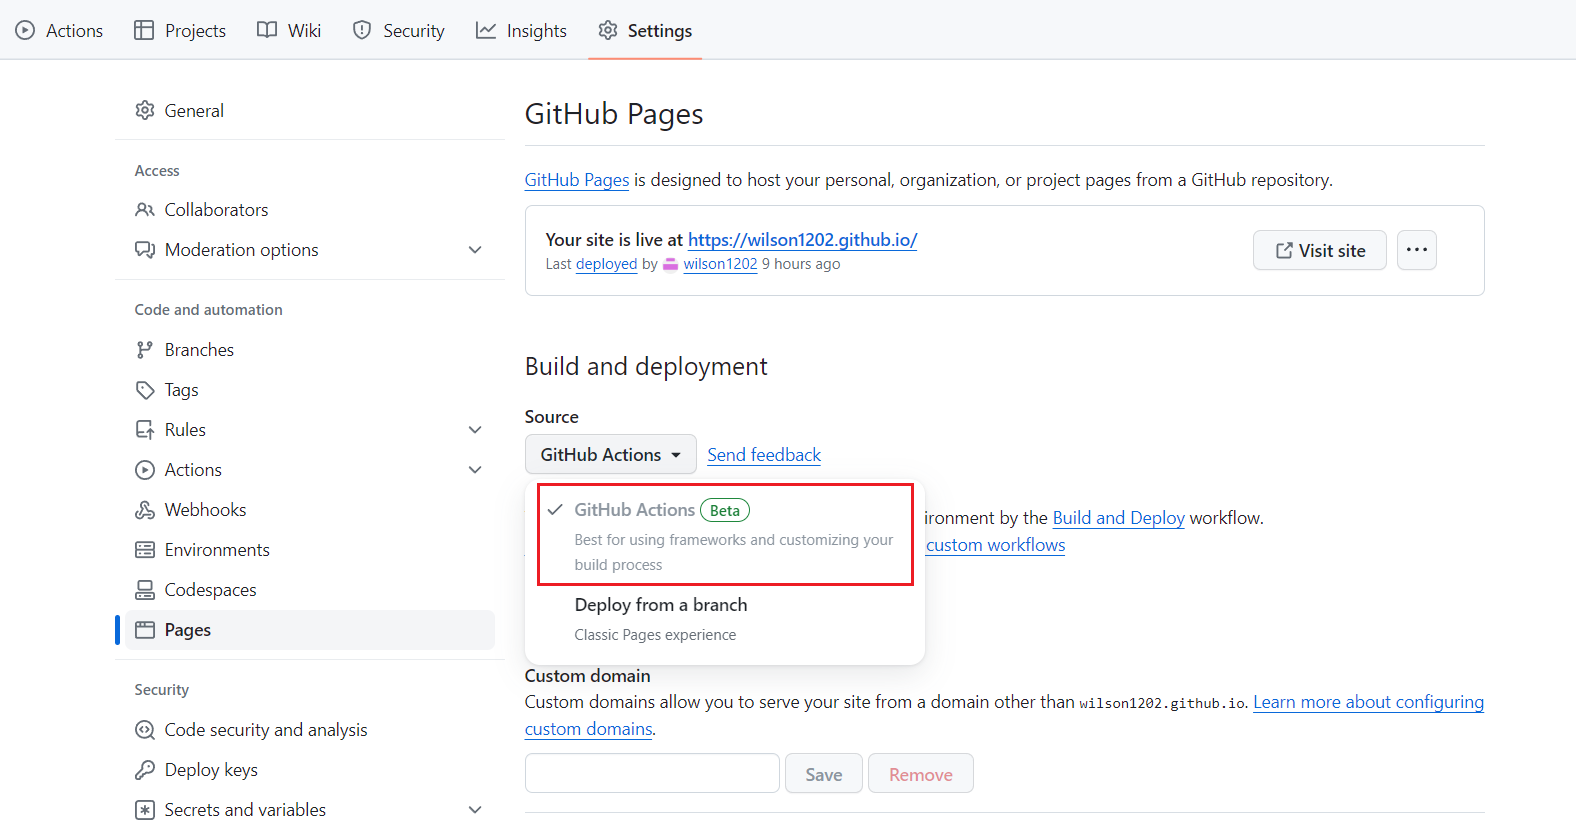 Actions Projects Wiki Security Insights Settings
General
Access
Collaborators
Moderation options
Code and automation
Branches
Tags
Rules
Actions
Webhooks
Environments
Codespaces
Pages
Security
Code security and analysis
Deploy keys
Secrets and variables
GitHub Pages
GitHub Pages is designed to host your personal, organization, or project pages from a GitHub repository.
Your site is live at https://wilson1202.github.io/
Last deployed by wilson1202 9 hours ago
Visit site
Build and deployment
Source
GitHub Actions Send feedback
GitHub Actions Beta
Best for using frameworks and customizing your
build process
Deploy from a branch
Classic Pages experience
ironment by the Build and Deploy workflow.
custom workflows
Custom domain
Custom domains allow you to serve your site from a domain other than wilson1202.github.io. Learn more about configuring
custom domains.
Save Remove